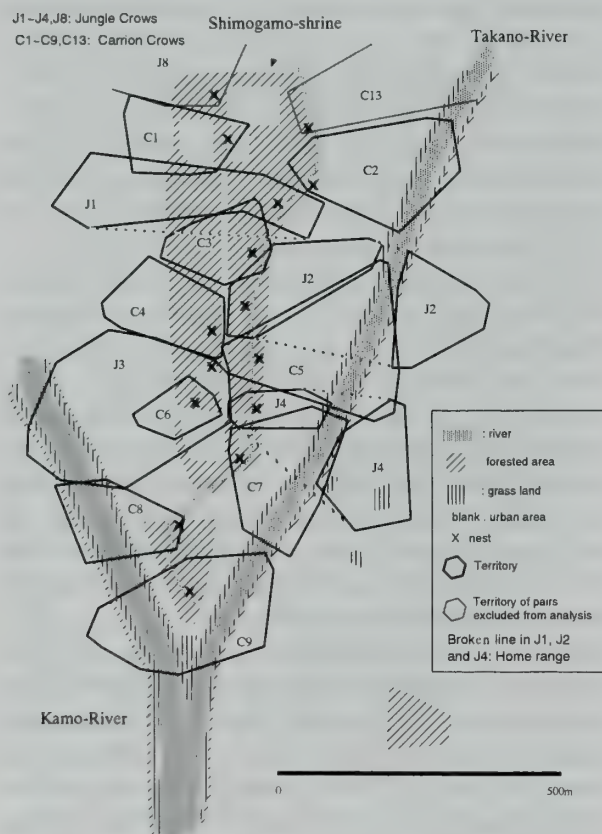 J1~J4,J8: Jungle Crows
C1~C9,C13: Carrion Crows
Shimogamo-shrine
Takano-River
J8
C13
C1
C2
J1
C3
J2
J2
C4
J3
C5
C6
J4
J4
C7
C8
C9
Kamo-River
: river
forested area
: grass land
blank . urban area
x nest
Territory
Territory of pairs
excluded from analysis
Broken line in J1, J2
and J4: Home range
0
500m